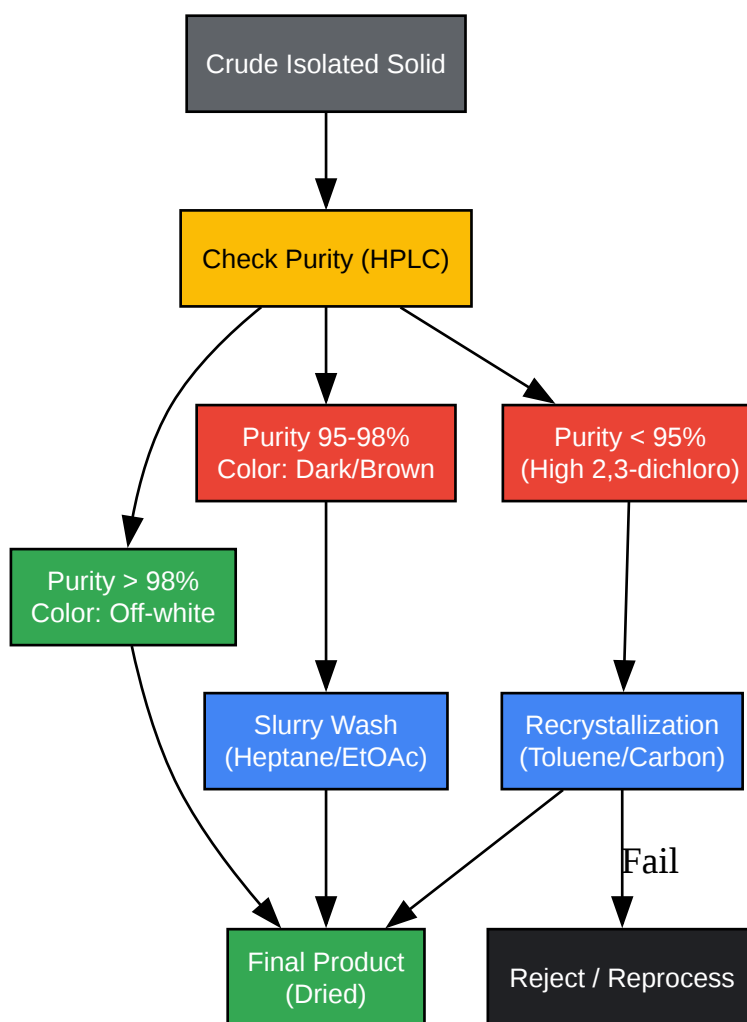 Crude Isolated Solid
Check Purity (HPLC)
Purity 95-98%
Color: Dark/Brown
Purity < 95%
(High 2,3-dichloro)
Purity > 98%
Color: Off-white
Slurry Wash
(Heptane/EtOAc)
Recrystallization
(Toluene/Carbon)
Fail
Final Product
(Dried)
Reject / Reprocess